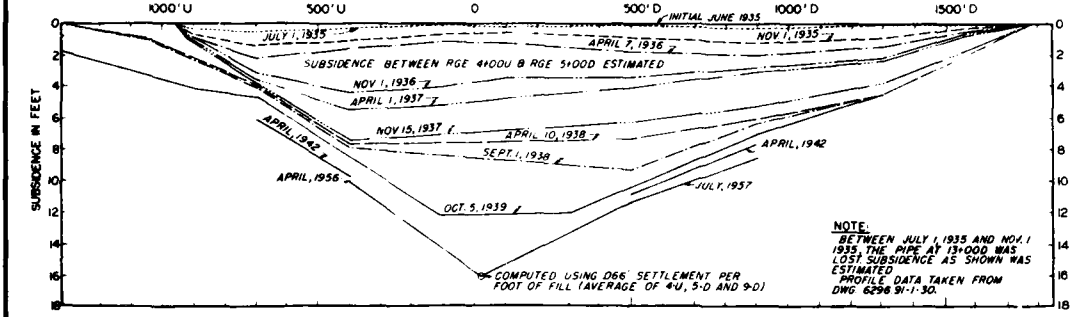 1000'U 500'U 0 500'D 1000'D 1500'D
INITIAL JUNE 1935
0 0
JULY 1, 1935 NOV. 1, 1935
APRIL 7, 1936
2 2
SUBSIDENCE BETWEEN RGE 4+00U & RGE 5+00D ESTIMATED
NOV 1, 1936
4 4
APRIL 1, 1937
6 6
NOV 15, 1937
APRIL 10, 1938
APRIL 1942
8 8
SEPT. 1, 1938
APRIL, 1942
APRIL, 1956
JULY, 1957
10 10
OCT. 5, 1939
12 12
14 14
16 16
18 18
SUBSIDENCE IN FEET
COMPUTED USING .066' SETTLEMENT PER
FOOT OF FILL (AVERAGE OF 4-U, 5-D AND 9-D)
NOTE:
BETWEEN JULY 1, 1935 AND NOV. 1
1935, THE PIPE AT 13+00D WAS
LOST. SUBSIDENCE AS SHOWN WAS
ESTIMATED
PROFILE DATA TAKEN FROM
DWG 6296.91-1-30.